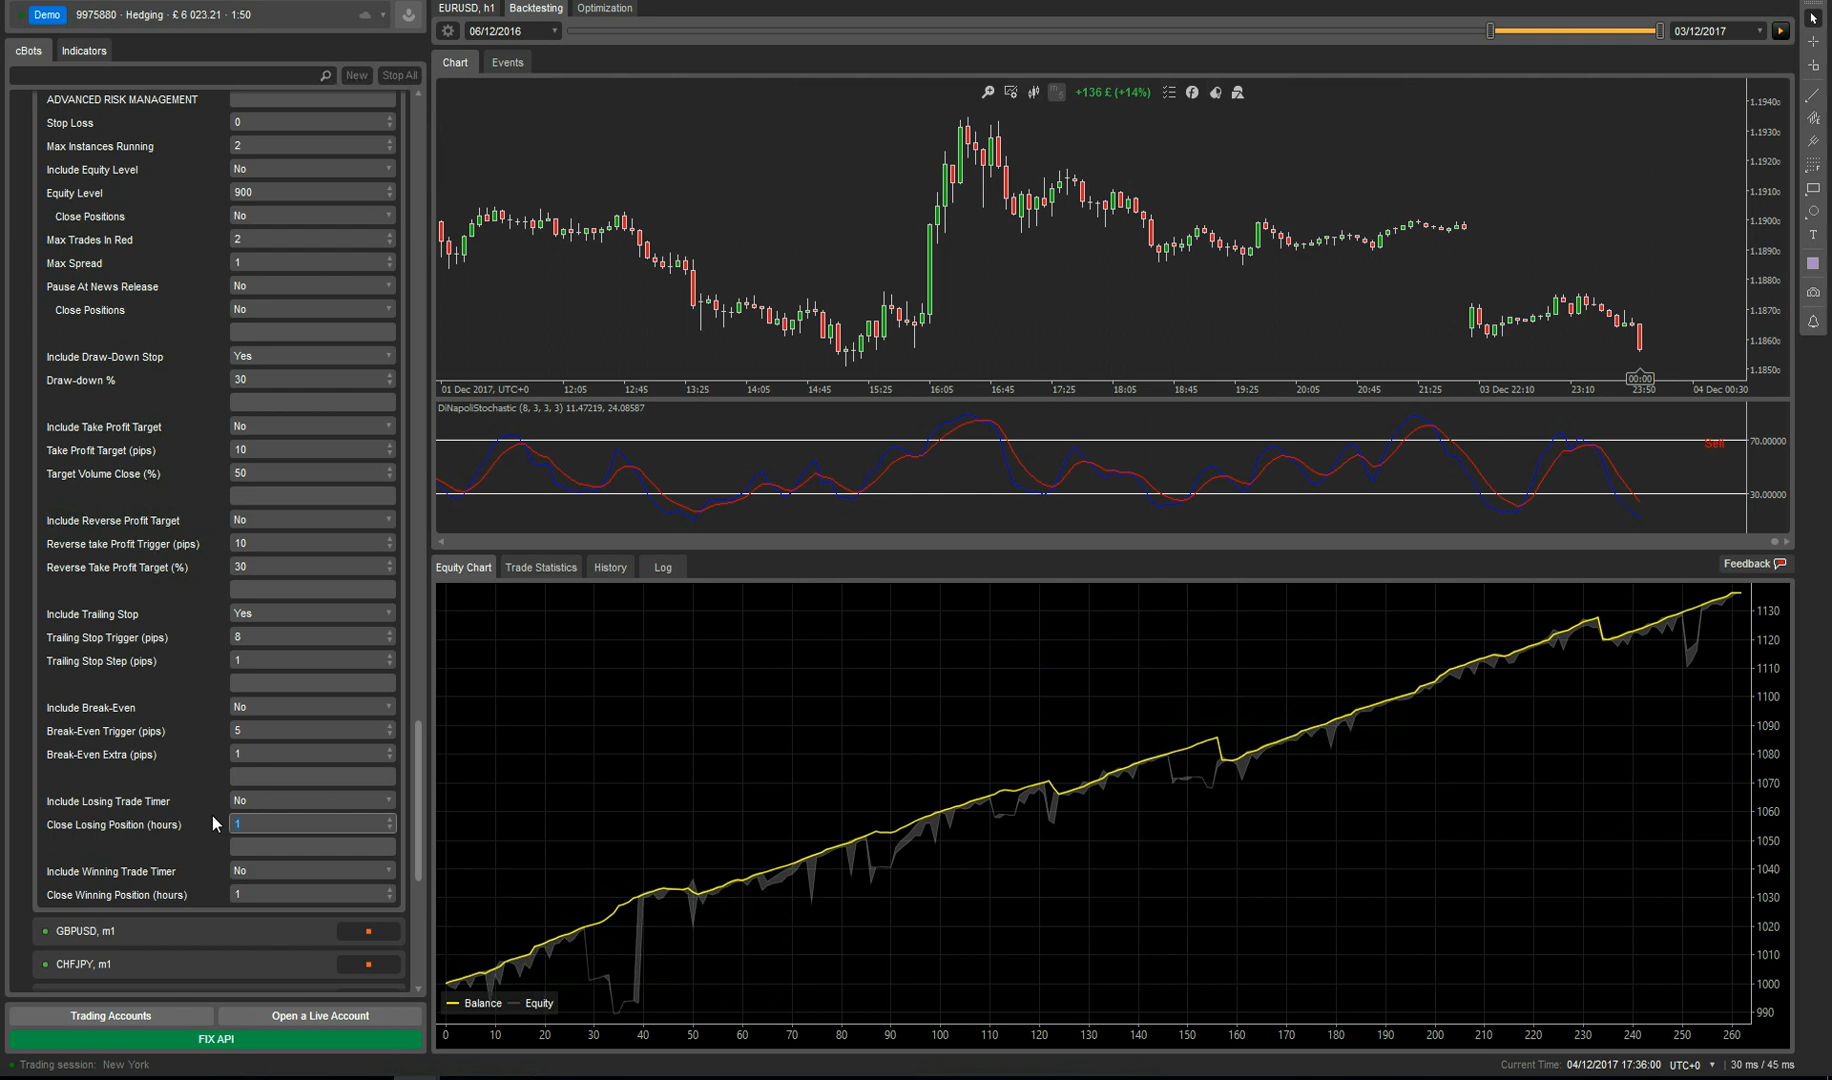 Demo 9975880 · Hedging · £ 6 023.21 · 1:50
cBots Indicators
New Stop All
ADVANCED RISK MANAGEMENT
Stop Loss 0
Max Instances Running 2
Include Equity Level No
Equity Level 900
Close Positions No
Max Trades In Red 2
Max Spread 1
Pause At News Release No
Close Positions No
Include Draw-Down Stop Yes
Draw-down % 30
Include Take Profit Target No
Take Profit Target (pips) 10
Target Volume Close (%) 50
Include Reverse Profit Target No
Reverse take Profit Trigger (pips) 10
Reverse Take Profit Target (%) 30
Include Trailing Stop Yes
Trailing Stop Trigger (pips) 8
Trailing Stop Step (pips) 1
Include Break-Even No
Break-Even Trigger (pips) 5
Break-Even Extra (pips) 1
Include Losing Trade Timer No
Close Losing Position (hours) 1
Include Winning Trade Timer No
Close Winning Position (hours) 1
GBPUSD, m1
CHFJPY, m1
Trading Accounts Open a Live Account
FIX API
Trading session: New York
EURUSD, h1 Backtesting Optimization
06/12/2016 03/12/2017
Chart Events
+136 £ (+14%)
1.19400
1.19300
1.19200
1.19100
1.19000
1.18900
1.18800
1.18700
1.18600
1.18500
00:00
01 Dec 2017, UTC+0 12:05 12:45 13:25 14:05 14:45 15:25 16:05 16:45 17:25 18:05 18:45 19:25 20:05 20:45 21:25 03 Dec 22:10 23:10 23:50 04 Dec 00:30
DiNapoliStochastic (8, 3, 3, 3) 11.47219, 24.08587
Sell
70.00000
30.00000
Equity Chart Trade Statistics History Log Feedback
1130
1120
1110
1100
1090
1080
1070
1060
1050
1040
1030
1020
1010
1000
990
Balance Equity
0 10 20 30 40 50 60 70 80 90 100 110 120 130 140 150 160 170 180 190 200 210 220 230 240 250 260
Current Time: 04/12/2017 17:36:00 UTC+0 30 ms / 45 ms